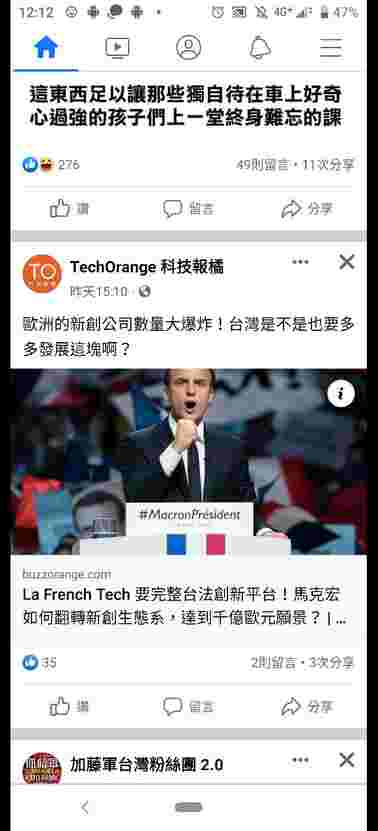 12:12
4G+
47%
這東西足以讓那些獨自待在車上好奇
心過強的孩子們上一堂終身難忘的課
276
49則留言・11次分享
讚
留言
分享
TO
TechOrange 科技報橘
昨天15:10
歐洲的新創公司數量大爆炸！台灣是不是也要多
多發展這塊啊？
#MacronPrésident
buzzorange.com
La French Tech 要完整台法創新平台！馬克宏
如何翻轉新創生態系，達到千億歐元願景？ | ...
35
2則留言・3次分享
讚
留言
分享
加藤軍台灣粉絲團 2.0